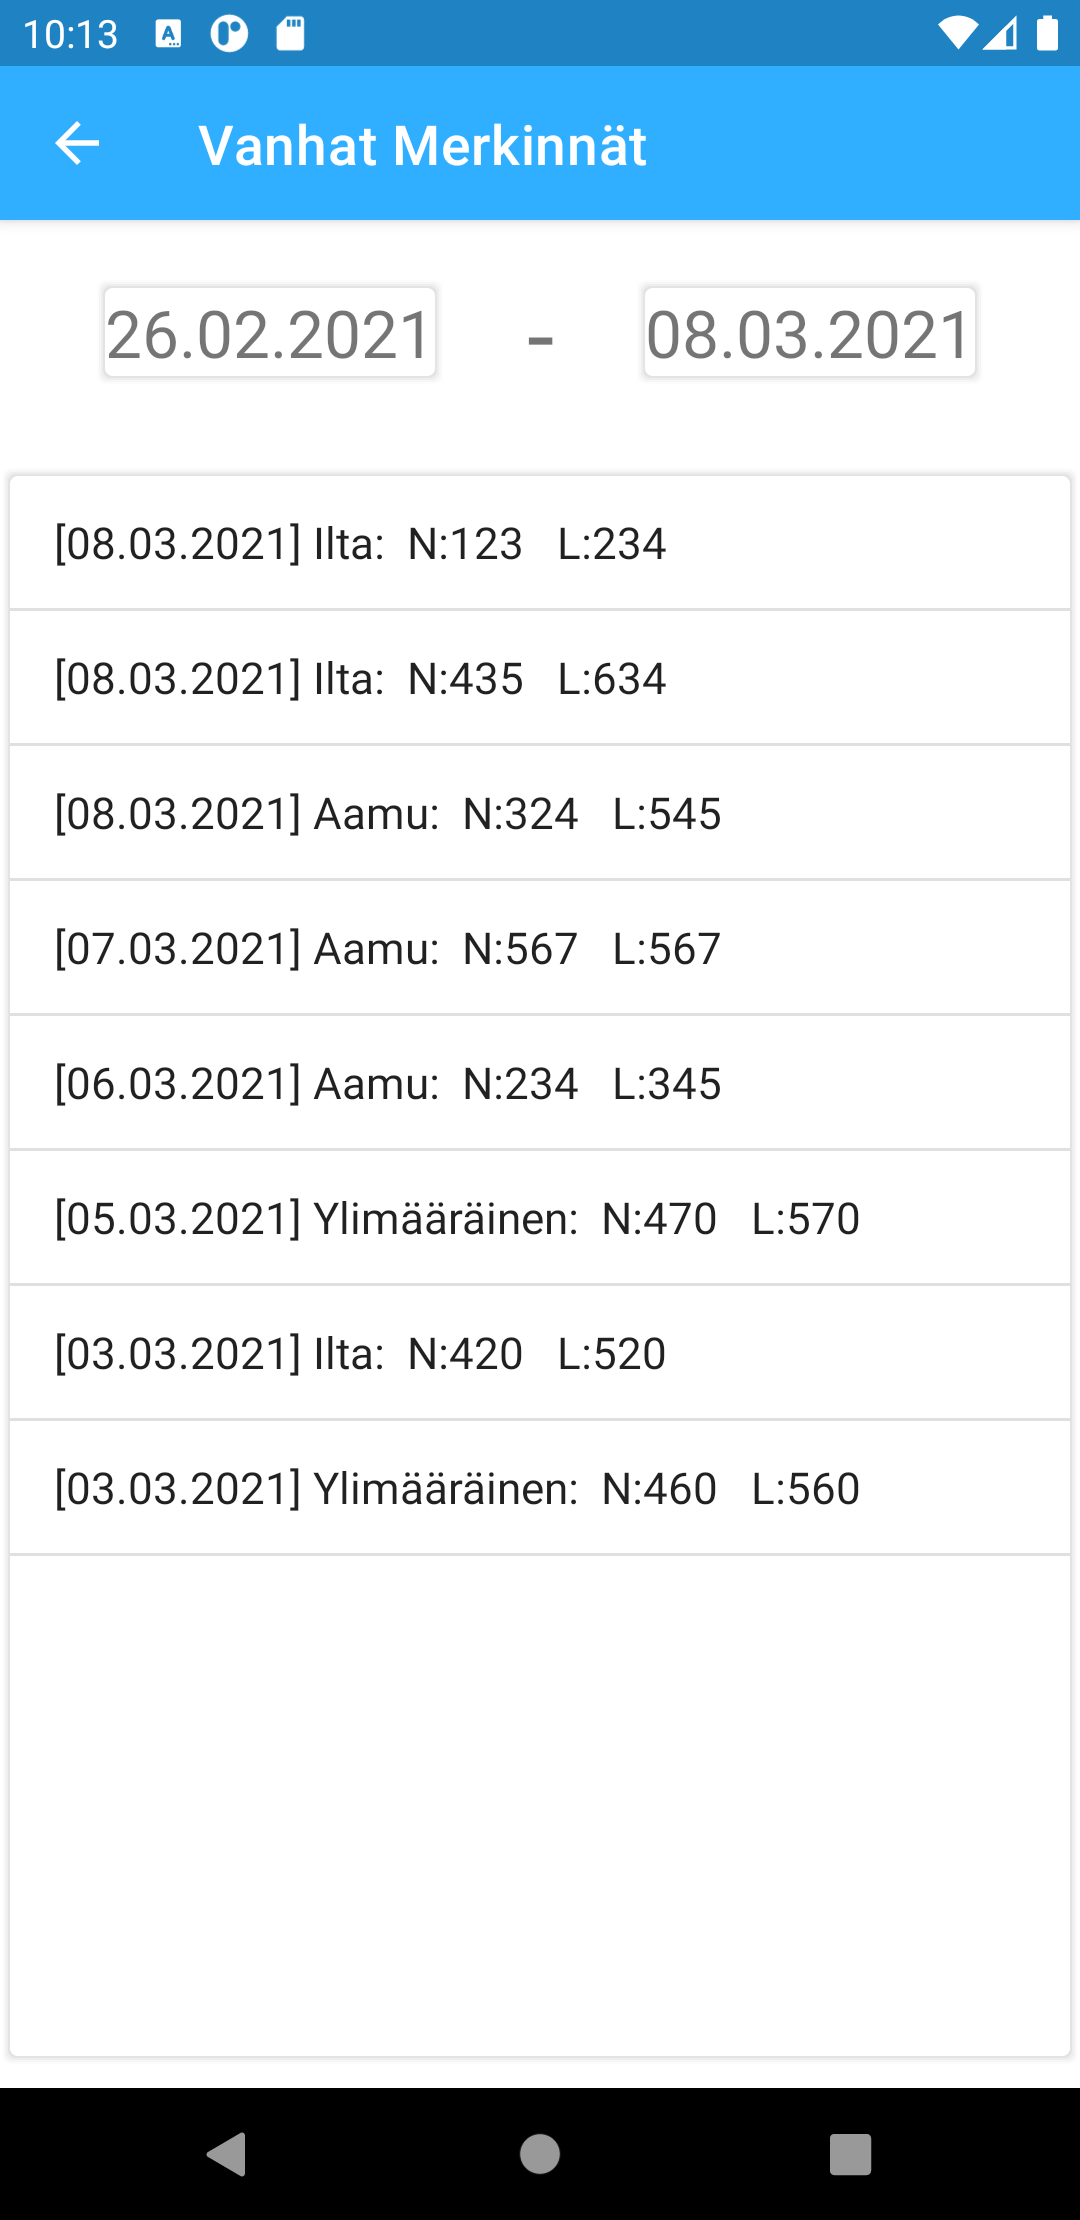 10:13
Vanhat Merkinnät
26.02.2021 - 08.03.2021
[08.03.2021] Ilta:  N:123   L:234
[08.03.2021] Ilta:  N:435   L:634
[08.03.2021] Aamu:  N:324   L:545
[07.03.2021] Aamu:  N:567   L:567
[06.03.2021] Aamu:  N:234   L:345
[05.03.2021] Ylimääräinen:  N:470   L:570
[03.03.2021] Ilta:  N:420   L:520
[03.03.2021] Ylimääräinen:  N:460   L:560